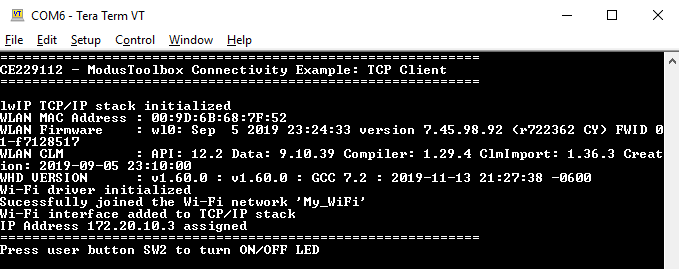 COM6 - Tera Term VT
File Edit Setup Control Window Help
===============================================================
CE229112 - ModusToolbox Connectivity Example: TCP Client
===============================================================
lwIP TCP/IP stack initialized
WLAN MAC Address : 00:9D:6B:68:7F:52
WLAN Firmware    : wl0: Sep  5 2019 23:24:33 version 7.45.98.92 (r722362 CY) FWID 0
1-f7128517
WLAN CLM         : API: 12.2 Data: 9.10.39 Compiler: 1.29.4 ClmImport: 1.36.3 Creat
ion: 2019-09-05 23:10:00
WHD VERSION      : v1.60.0 : v1.60.0 : GCC 7.2 : 2019-11-13 21:27:38 -0600
Wi-Fi driver initialized
Sucessfully joined the Wi-Fi network 'My_WiFi'
Wi-Fi interface added to TCP/IP stack
IP Address 172.20.10.3 assigned
===============================================================
Press user button SW2 to turn ON/OFF LED